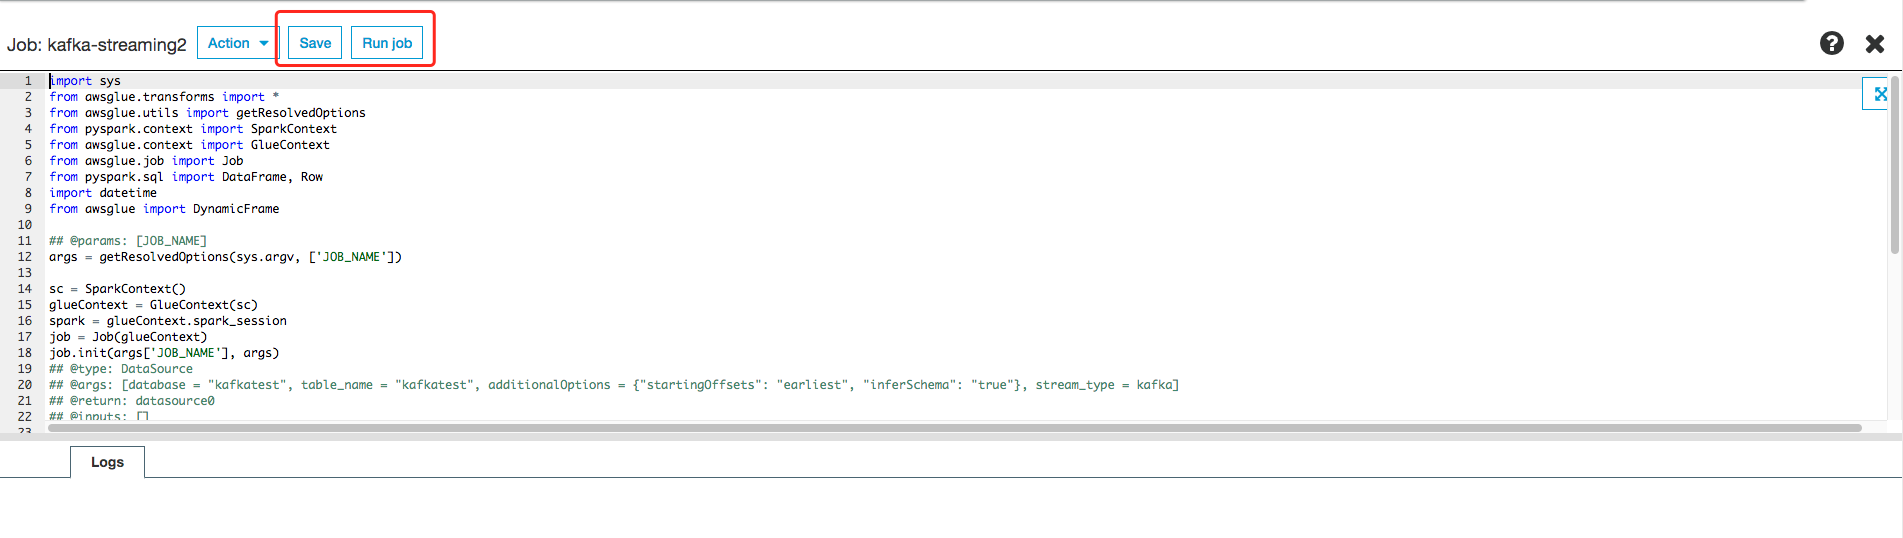 Job: kafka-streaming2 Action Save Run job
1 import sys
2 from awsglue.transforms import *
3 from awsglue.utils import getResolvedOptions
4 from pyspark.context import SparkContext
5 from awsglue.context import GlueContext
6 from awsglue.job import Job
7 from pyspark.sql import DataFrame, Row
8 import datetime
9 from awsglue import DynamicFrame
10
11 ## @params: [JOB_NAME]
12 args = getResolvedOptions(sys.argv, ['JOB_NAME'])
13
14 sc = SparkContext()
15 glueContext = GlueContext(sc)
16 spark = glueContext.spark_session
17 job = Job(glueContext)
18 job.init(args['JOB_NAME'], args)
19 ## @type: DataSource
20 ## @args: [database = "kafkatest", table_name = "kafkatest", additionalOptions = {"startingOffsets": "earliest", "inferSchema": "true"}, stream_type = kafka]
21 ## @return: datasource0
22 ## @inputs: []
23
Logs